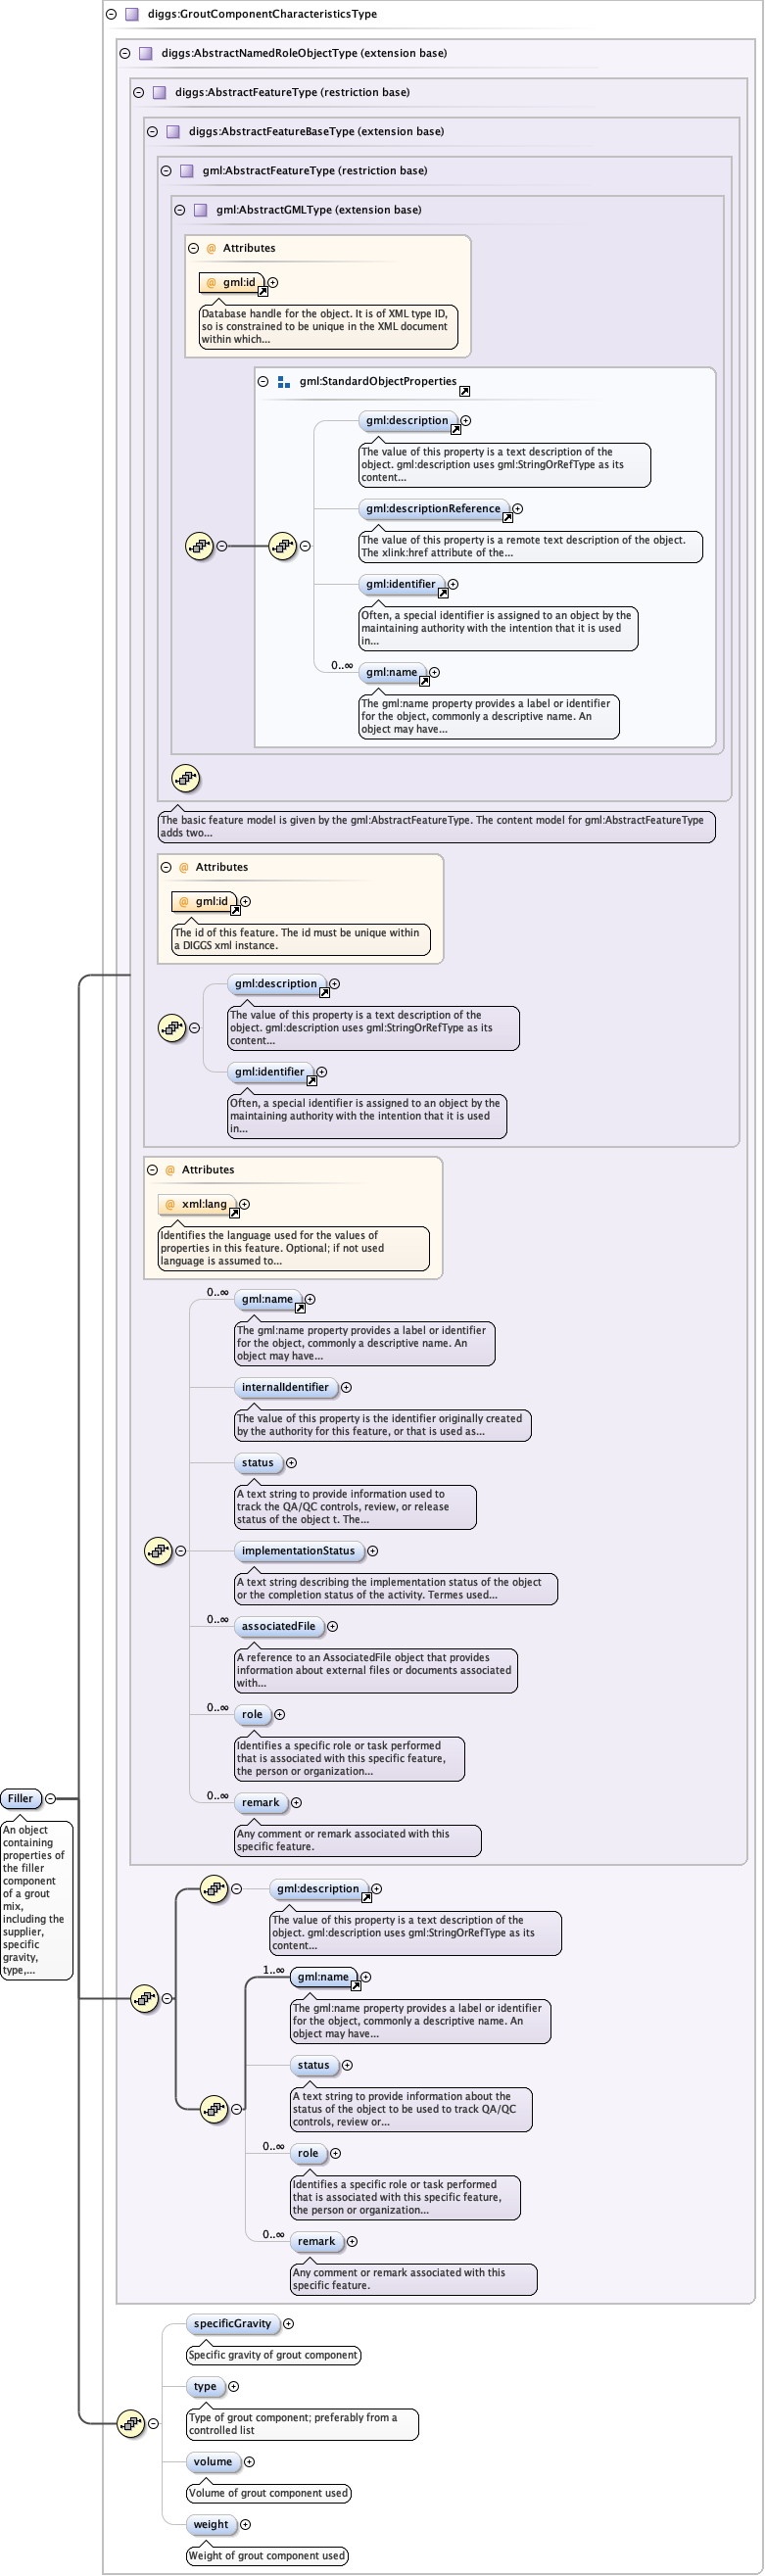 diggs:GroutComponentCharacteristicsType
diggs:AbstractNamedRoleObjectType (extension base)
diggs:AbstractFeatureType (restriction base)
diggs:AbstractFeatureBaseType (extension base)
gml:AbstractFeatureType (restriction base)
gml:AbstractGMLType (extension base)
@ Attributes
@ gml:id
Database handle for the object. It is of XML type ID,
so is constrained to be unique in the XML document
within which...
gml:StandardObjectProperties
gml:description
The value of this property is a text description of the
object. gml:description uses gml:StringOrRefType as its
content...
gml:descriptionReference
The value of this property is a remote text description of the object.
The xlink:href attribute of the...
gml:identifier
Often, a special identifier is assigned to an object by the
maintaining authority with the intention that it is used
in...
0..∞
gml:name
The gml:name property provides a label or identifier
for the object, commonly a descriptive name. An
object may have...
The basic feature model is given by the gml:AbstractFeatureType. The content model for gml:AbstractFeatureType
adds two...
@ Attributes
@ gml:id
The id of this feature. The id must be unique within
a DIGGS xml instance.
gml:description
The value of this property is a text description of the
object. gml:description uses gml:StringOrRefType as its
content...
gml:identifier
Often, a special identifier is assigned to an object by the
maintaining authority with the intention that it is used
in...
@ Attributes
@ xml:lang
Identifies the language used for the values of
properties in this feature. Optional; if not used
language is assumed to...
0..∞
gml:name
The gml:name property provides a label or identifier
for the object, commonly a descriptive name. An
object may have...
internalIdentifier
The value of this property is the identifier originally created
by the authority for this feature, or that is used as...
status
A text string to provide information used to
track the QA/QC controls, review, or release
status of the object t. The...
implementationStatus
A text string describing the implementation status of the object
or the completion status of the activity. Termes used...
0..∞
associatedFile
A reference to an AssociatedFile object that provides
information about external files or documents associated
with...
0..∞
role
Identifies a specific role or task performed
that is associated with this specific feature,
the person or organization...
0..∞
remark
Any comment or remark associated with this
specific feature.
Filler
An object
containing
properties of
the filler
component
of a grout
mix,
including the
supplier,
specific
gravity,
type,...
gml:description
The value of this property is a text description of the
object. gml:description uses gml:StringOrRefType as its
content...
1..∞
gml:name
The gml:name property provides a label or identifier
for the object, commonly a descriptive name. An
object may have...
status
A text string to provide information about the
status of the object to be used to track QA/QC
controls, review or...
0..∞
role
Identifies a specific role or task performed
that is associated with this specific feature,
the person or organization...
0..∞
remark
Any comment or remark associated with this
specific feature.
specificGravity
Specific gravity of grout component
type
Type of grout component; preferably from a
controlled list
volume
Volume of grout component used
weight
Weight of grout component used